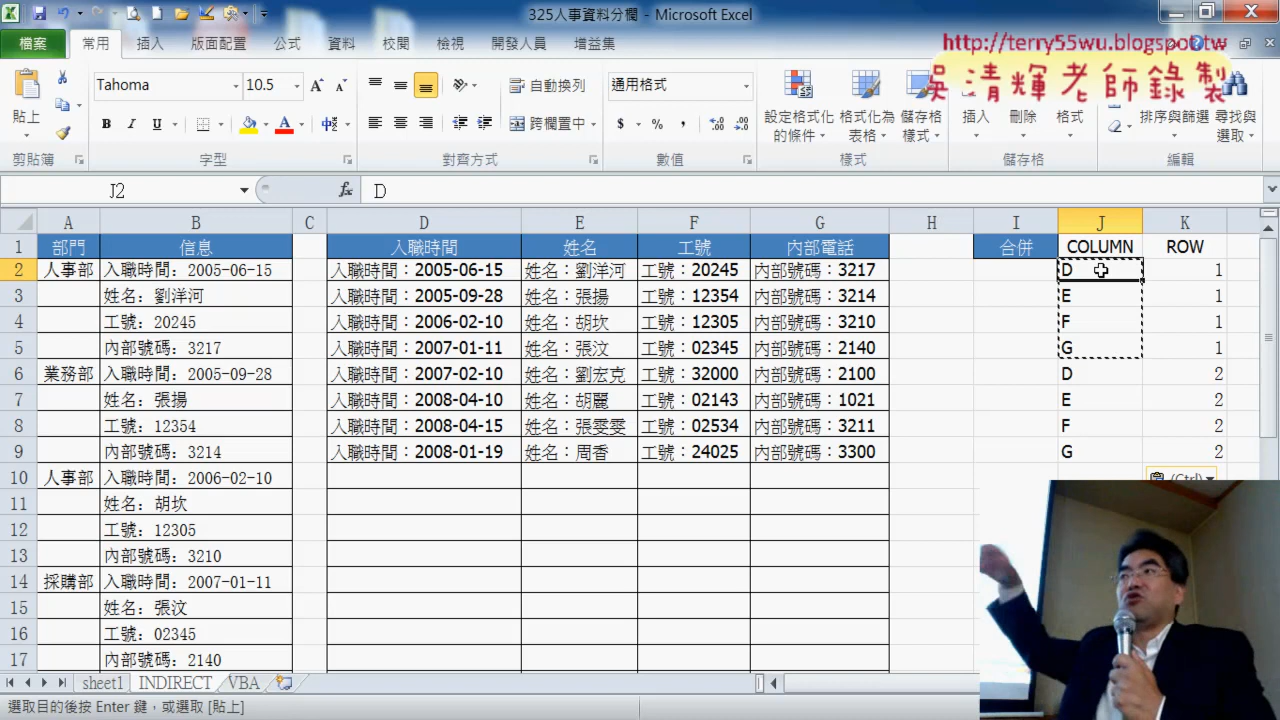 325人事資料分欄 - Microsoft Excel
檔案 常用 插入 版面配置 公式 資料 校閱 檢視 開發人員 增益集
http://terry55wu.blogspot.tw
吳清輝老師錄製
Tahoma 10.5 自動換列 通用格式
貼上 B I U 跨欄置中 $ % , 設定格式化的條件 格式化為表格 儲存格樣式 插入 刪除 格式 排序與篩選 尋找與選取
剪貼簿 字型 對齊方式 數值 樣式 儲存格 編輯
J2 fx D
A B C D E F G H I J K
1 部門 信息 入職時間 姓名 工號 內部電話 合併 COLUMN ROW
2 人事部 入職時間: 2005-06-15 入職時間：2005-06-15 姓名：劉洋河 工號：20245 內部號碼：3217 D 1
3 姓名: 劉洋河 入職時間：2005-09-28 姓名：張揚 工號：12354 內部號碼：3214 E 1
4 工號: 20245 入職時間：2006-02-10 姓名：胡坎 工號：12305 內部號碼：3210 F 1
5 內部號碼: 3217 入職時間：2007-01-11 姓名：張汶 工號：02345 內部號碼：2140 G 1
6 業務部 入職時間: 2005-09-28 入職時間：2007-02-10 姓名：劉宏克 工號：32000 內部號碼：2100 D 2
7 姓名: 張揚 入職時間：2008-04-10 姓名：胡麗 工號：02143 內部號碼：1021 E 2
8 工號: 12354 入職時間：2008-04-15 姓名：張雯雯 工號：02534 內部號碼：3211 F 2
9 內部號碼: 3214 入職時間：2008-01-19 姓名：周香 工號：24025 內部號碼：3300 G 2
10 人事部 入職時間: 2006-02-10 (Ctrl)
11 姓名: 胡坎
12 工號: 12305
13 內部號碼: 3210
14 採購部 入職時間: 2007-01-11
15 姓名: 張汶
16 工號: 02345
17 內部號碼: 2140
sheet1 INDIRECT VBA
選取目的後按 Enter 鍵，或選取 [貼上]